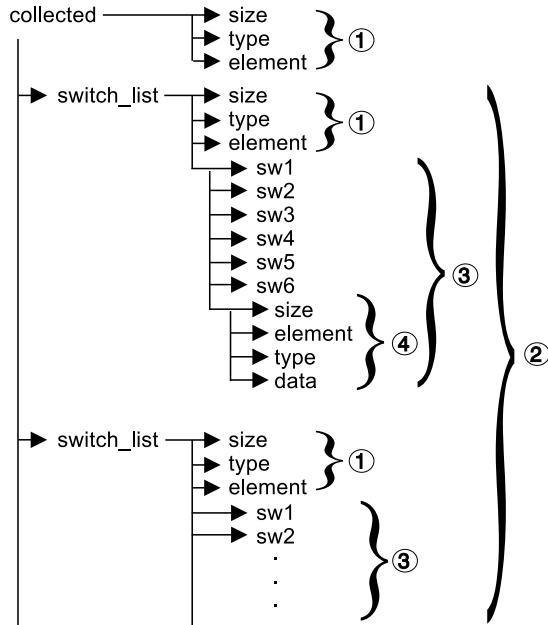 collected size
type ①
element
switch_list size
type ①
element
sw1
sw2
sw3
sw4
sw5
sw6 ③
size
element ④
type ②
data
switch_list size
type ①
element
sw1
sw2
③